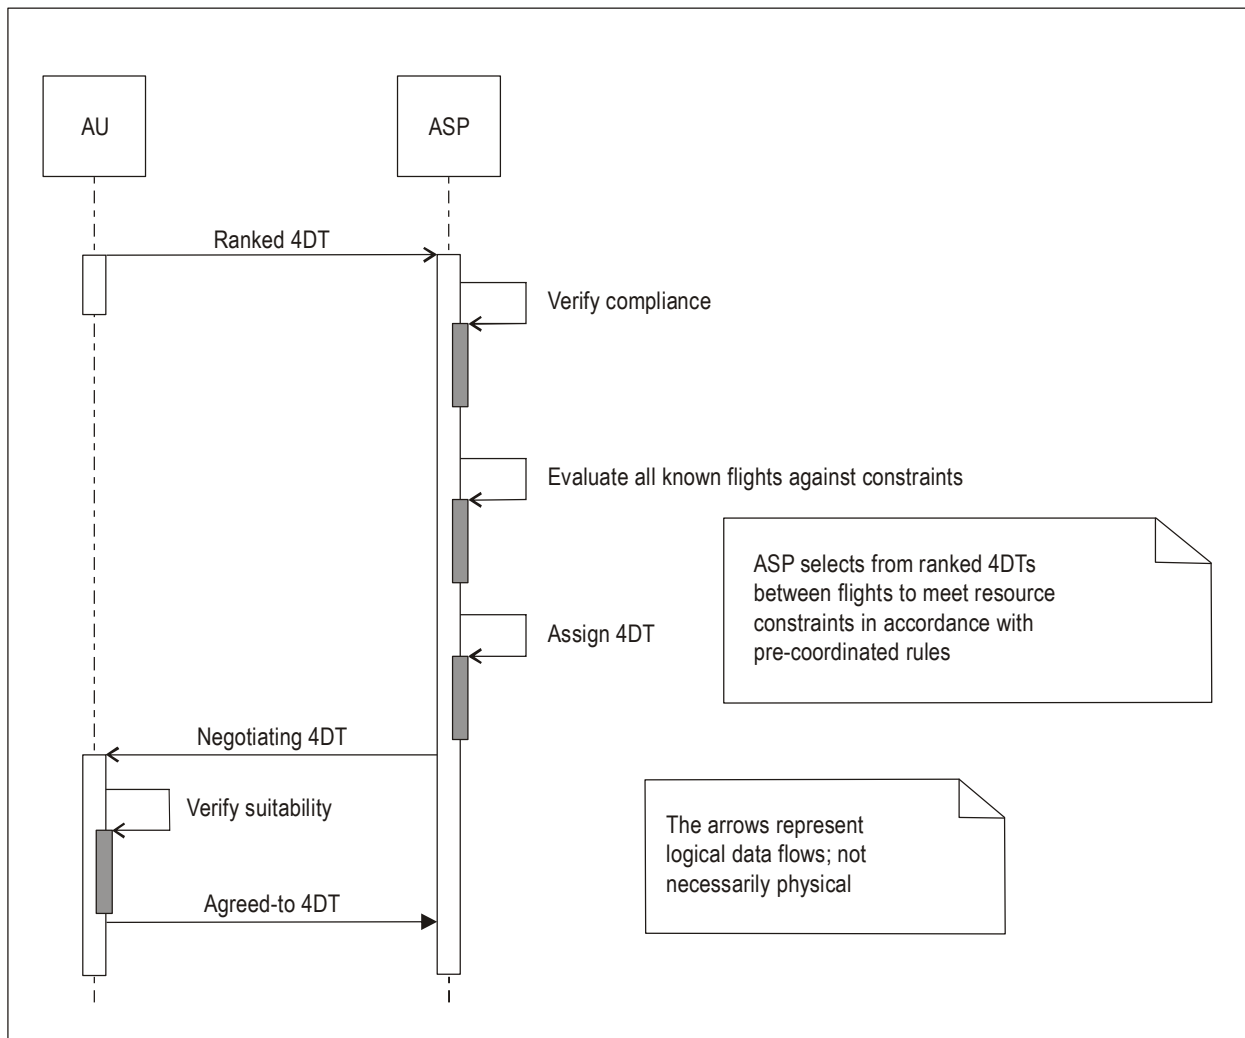 AU
ASP
Ranked 4DT
Verify compliance
Evaluate all known flights against constraints
ASP selects from ranked 4DTs
between flights to meet resource
constraints in accordance with
pre-coordinated rules
Assign 4DT
Negotiating 4DT
Verify suitability
The arrows represent
logical data flows; not
necessarily physical
Agreed-to 4DT